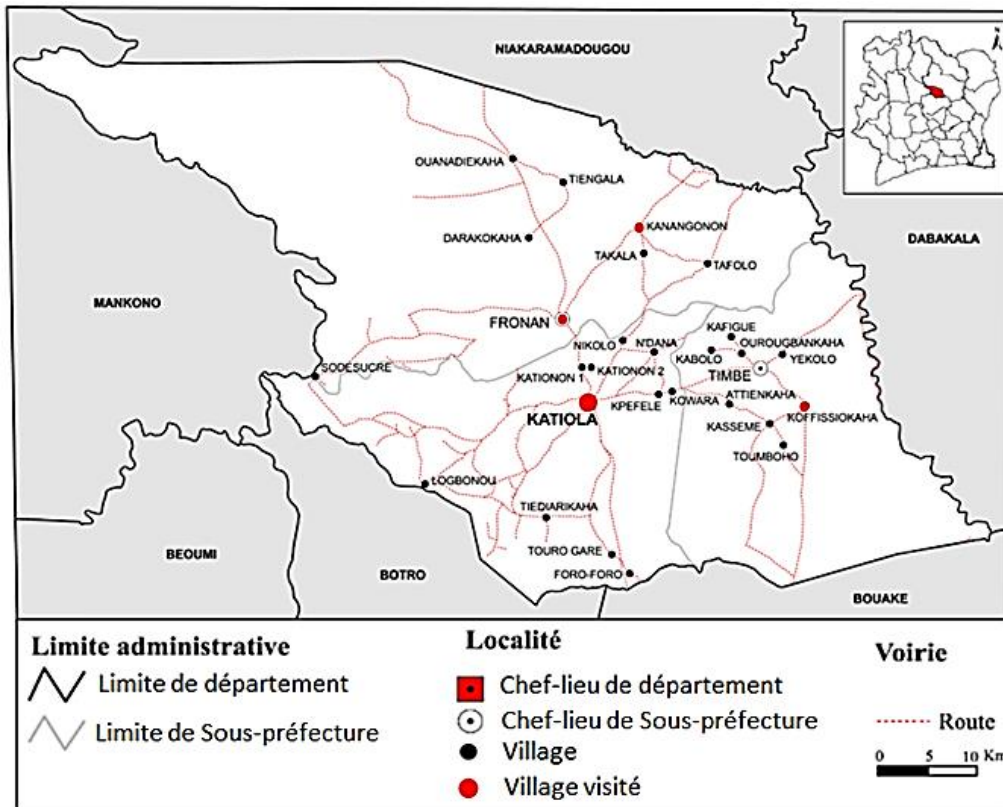 NIAKARAMADOUGOU
OUANADIEKAHA
TIENGALA
KANANGONON
DARAKOKAHA
DABAKALA
TAKALA
TAFOLO
MANKONO
FRONAN
KAFIGUE
NIKOLO
N'DANA
OUROUGBANKAHA
KABOLO
YEKOLO
SODESUCRE
KATIONON 1
KATIONON 2
TIMBE
KPEFELE
KOWARA
ATTIENKAHA
KATIOLA
KOFFISSIOKAHA
KASSEME
TOUMBOHO
LOGBONOU
TIEDIARIKAHA
TOURO GARE
BEOUMI
FORO-FORO
BOTRO
BOUAKE
Limite administrative
Limite de département
Limite de Sous-préfecture
Localité
Chef-lieu de département
Chef-lieu de Sous-préfecture
Village
Village visité
Voirie
Route
0 5 10 Km